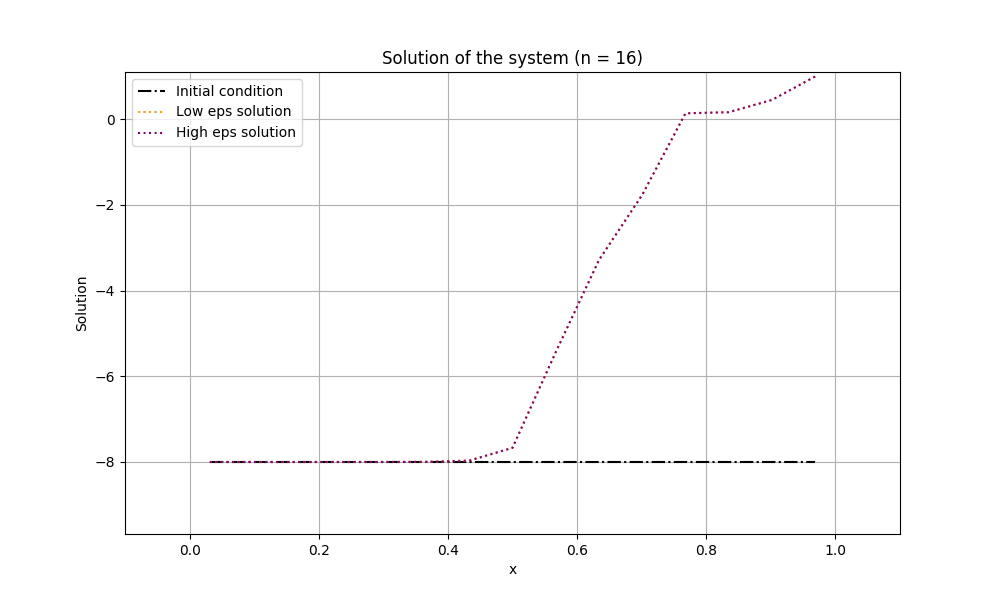 Solution of the system (n = 16)
Initial condition
Low eps solution
High eps solution
0
−2
−4
−6
−8
Solution
0.0 0.2 0.4 0.6 0.8 1.0
x